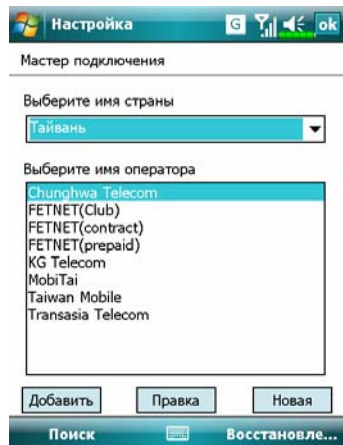 Настройка G ok
Мастер подключения
Выберите имя страны
Тайвань
Выберите имя оператора
Chunghwa Telecom
FETNET(Club)
FETNET(contract)
FETNET(prepaid)
KG Telecom
MobiTai
Taiwan Mobile
Transasia Telecom
Добавить Правка Новая
Поиск Восстановле...